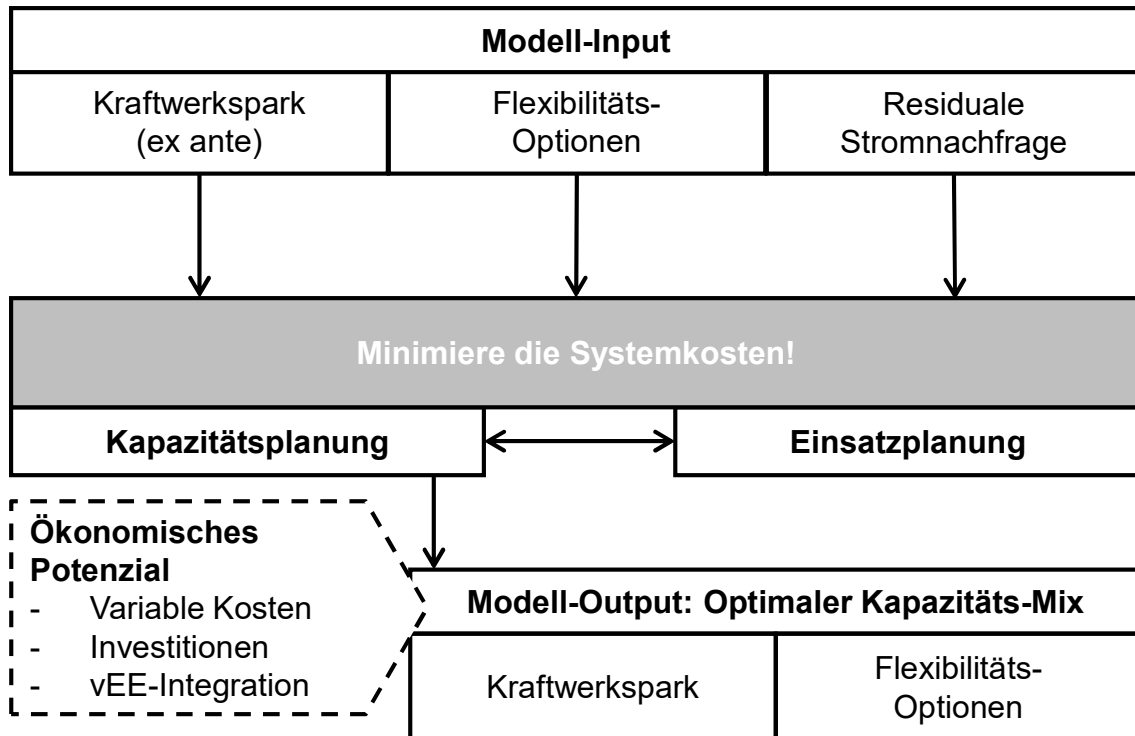 Modell-Input
Kraftwerkspark
(ex ante)
Flexibilitäts-
Optionen
Residuale
Stromnachfrage
Minimiere die Systemkosten!
Kapazitätsplanung
Einsatzplanung
Ökonomisches
Potenzial
- Variable Kosten
- Investitionen
- vEE-Integration
Modell-Output: Optimaler Kapazitäts-Mix
Kraftwerkspark
Flexibilitäts-
Optionen